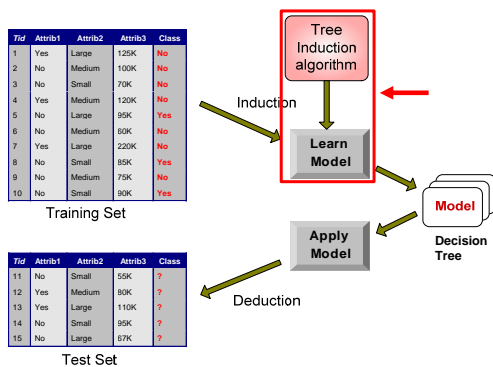 Tid Attrib1 Attrib2 Attrib3 Class
1 Yes Large 125K No
2 No Medium 100K No
3 No Small 70K No
4 Yes Medium 120K No
5 No Large 95K Yes
6 No Medium 60K No
7 Yes Large 220K No
8 No Small 85K Yes
9 No Medium 75K No
10 No Small 90K Yes
Training Set
Tree
Induction
algorithm
Induction
Learn
Model
Model
Decision
Tree
Apply
Model
Deduction
Tid Attrib1 Attrib2 Attrib3 Class
11 No Small 55K ?
12 Yes Medium 80K ?
13 Yes Large 110K ?
14 No Small 95K ?
15 No Large 67K ?
Test Set